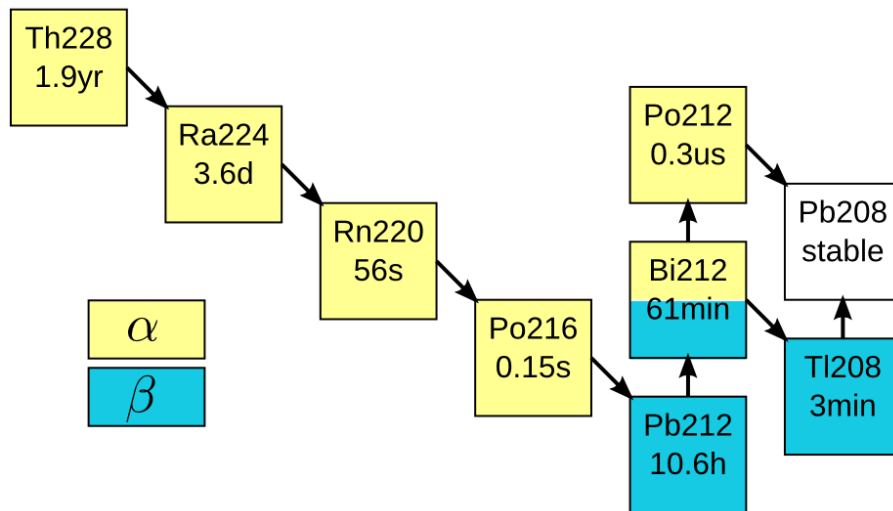 Th228
1.9yr
Ra224
3.6d
Rn220
56s
Po216
0.15s
Pb212
10.6h
Bi212
61min
Po212
0.3us
Tl208
3min
Pb208
stable
α
β